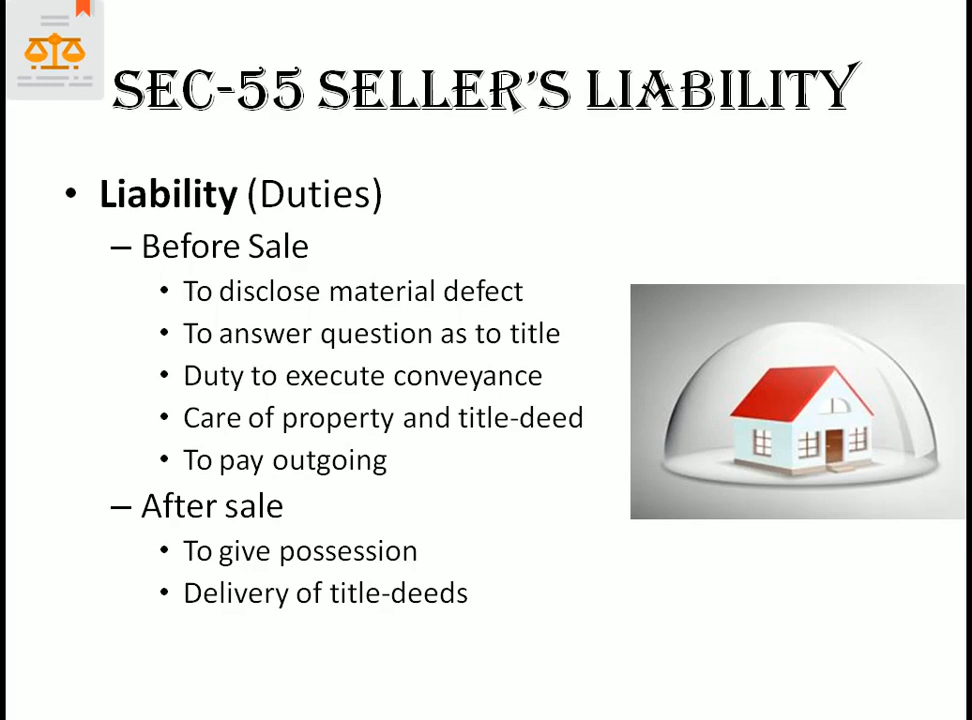 SEC-55 SELLER'S LIABILITY
• Liability (Duties)
– Before Sale
• To disclose material defect
• To answer question as to title
• Duty to execute conveyance
• Care of property and title-deed
• To pay outgoing
– After sale
• To give possession
• Delivery of title-deeds